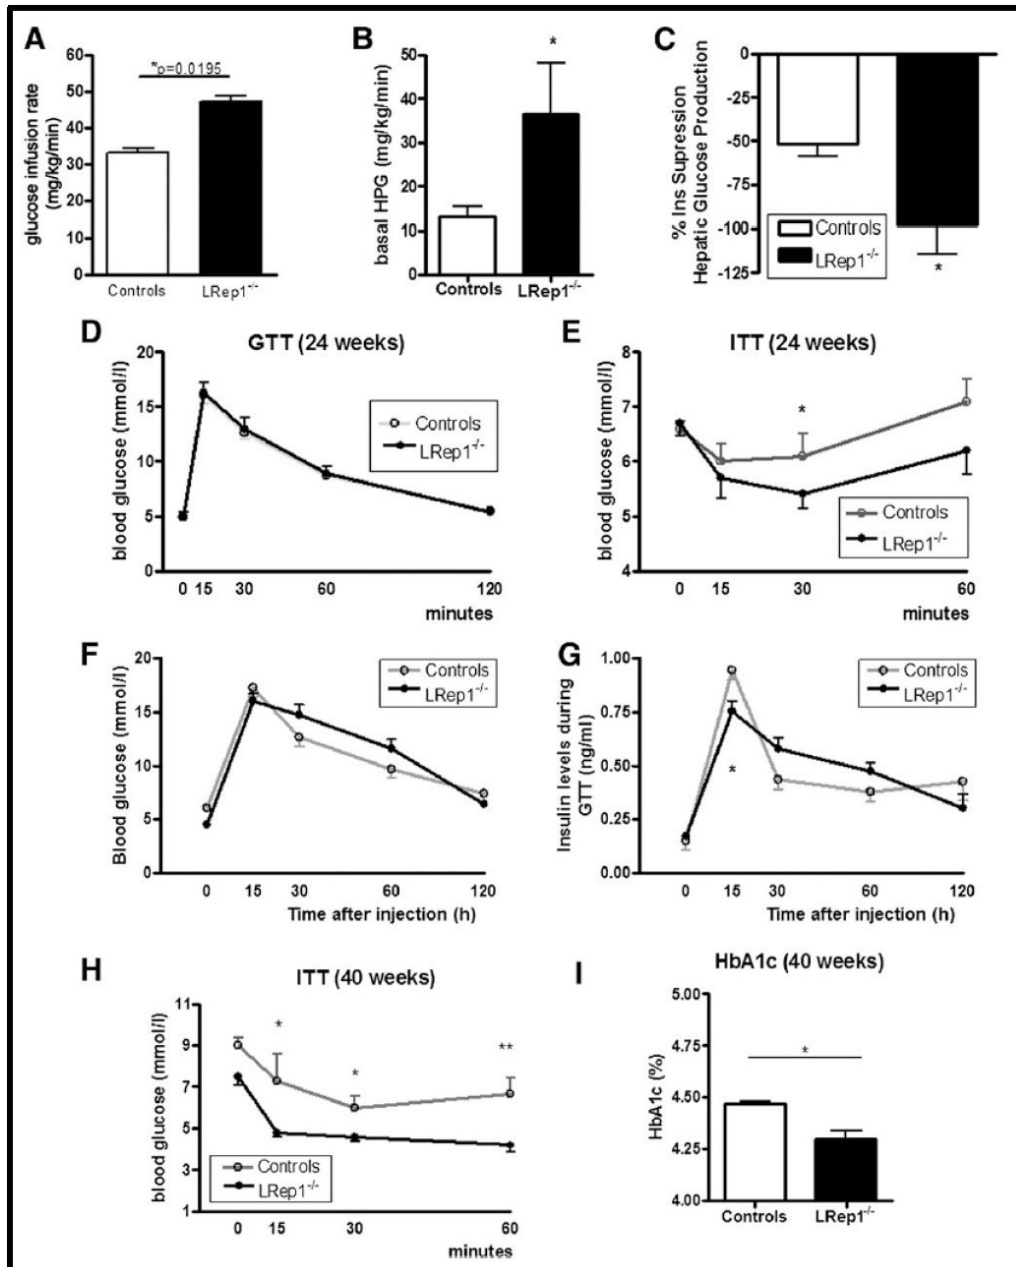 A
glucose infusion rate
(mg/kg/min)
60
50
40
30
20
10
0
*p=0.0195
Controls
LRep1-/-
B
basal HPG (mg/kg/min)
50
40
30
20
10
0
*
Controls
LRep1-/-
C
% Ins Supression
Hepatic Glucose Production
0
-25
-50
-75
-100
-125
Controls
LRep1-/-
*
D
GTT (24 weeks)
blood glucose (mmol/l)
20
15
10
5
0
Controls
LRep1-/-
0 15 30 60 120
minutes
E
ITT (24 weeks)
blood glucose (mmol/l)
8
7
6
5
4
*
Controls
LRep1-/-
0 15 30 60
minutes
F
Blood glucose (mmol/l)
20
15
10
5
0
Controls
LRep1-/-
0 15 30 60 120
Time after injection (h)
G
Insulin levels during
GTT (ng/ml)
1.00
0.75
0.50
0.25
0.00
*
Controls
LRep1-/-
0 15 30 60 120
Time after injection (h)
H
ITT (40 weeks)
blood glucose (mmol/l)
11
9
7
5
3
1
*
*
**
Controls
LRep1-/-
0 15 30 60
minutes
I
HbA1c (40 weeks)
HbA1c (%)
5.00
4.75
4.50
4.25
4.00
*
Controls
LRep1-/-